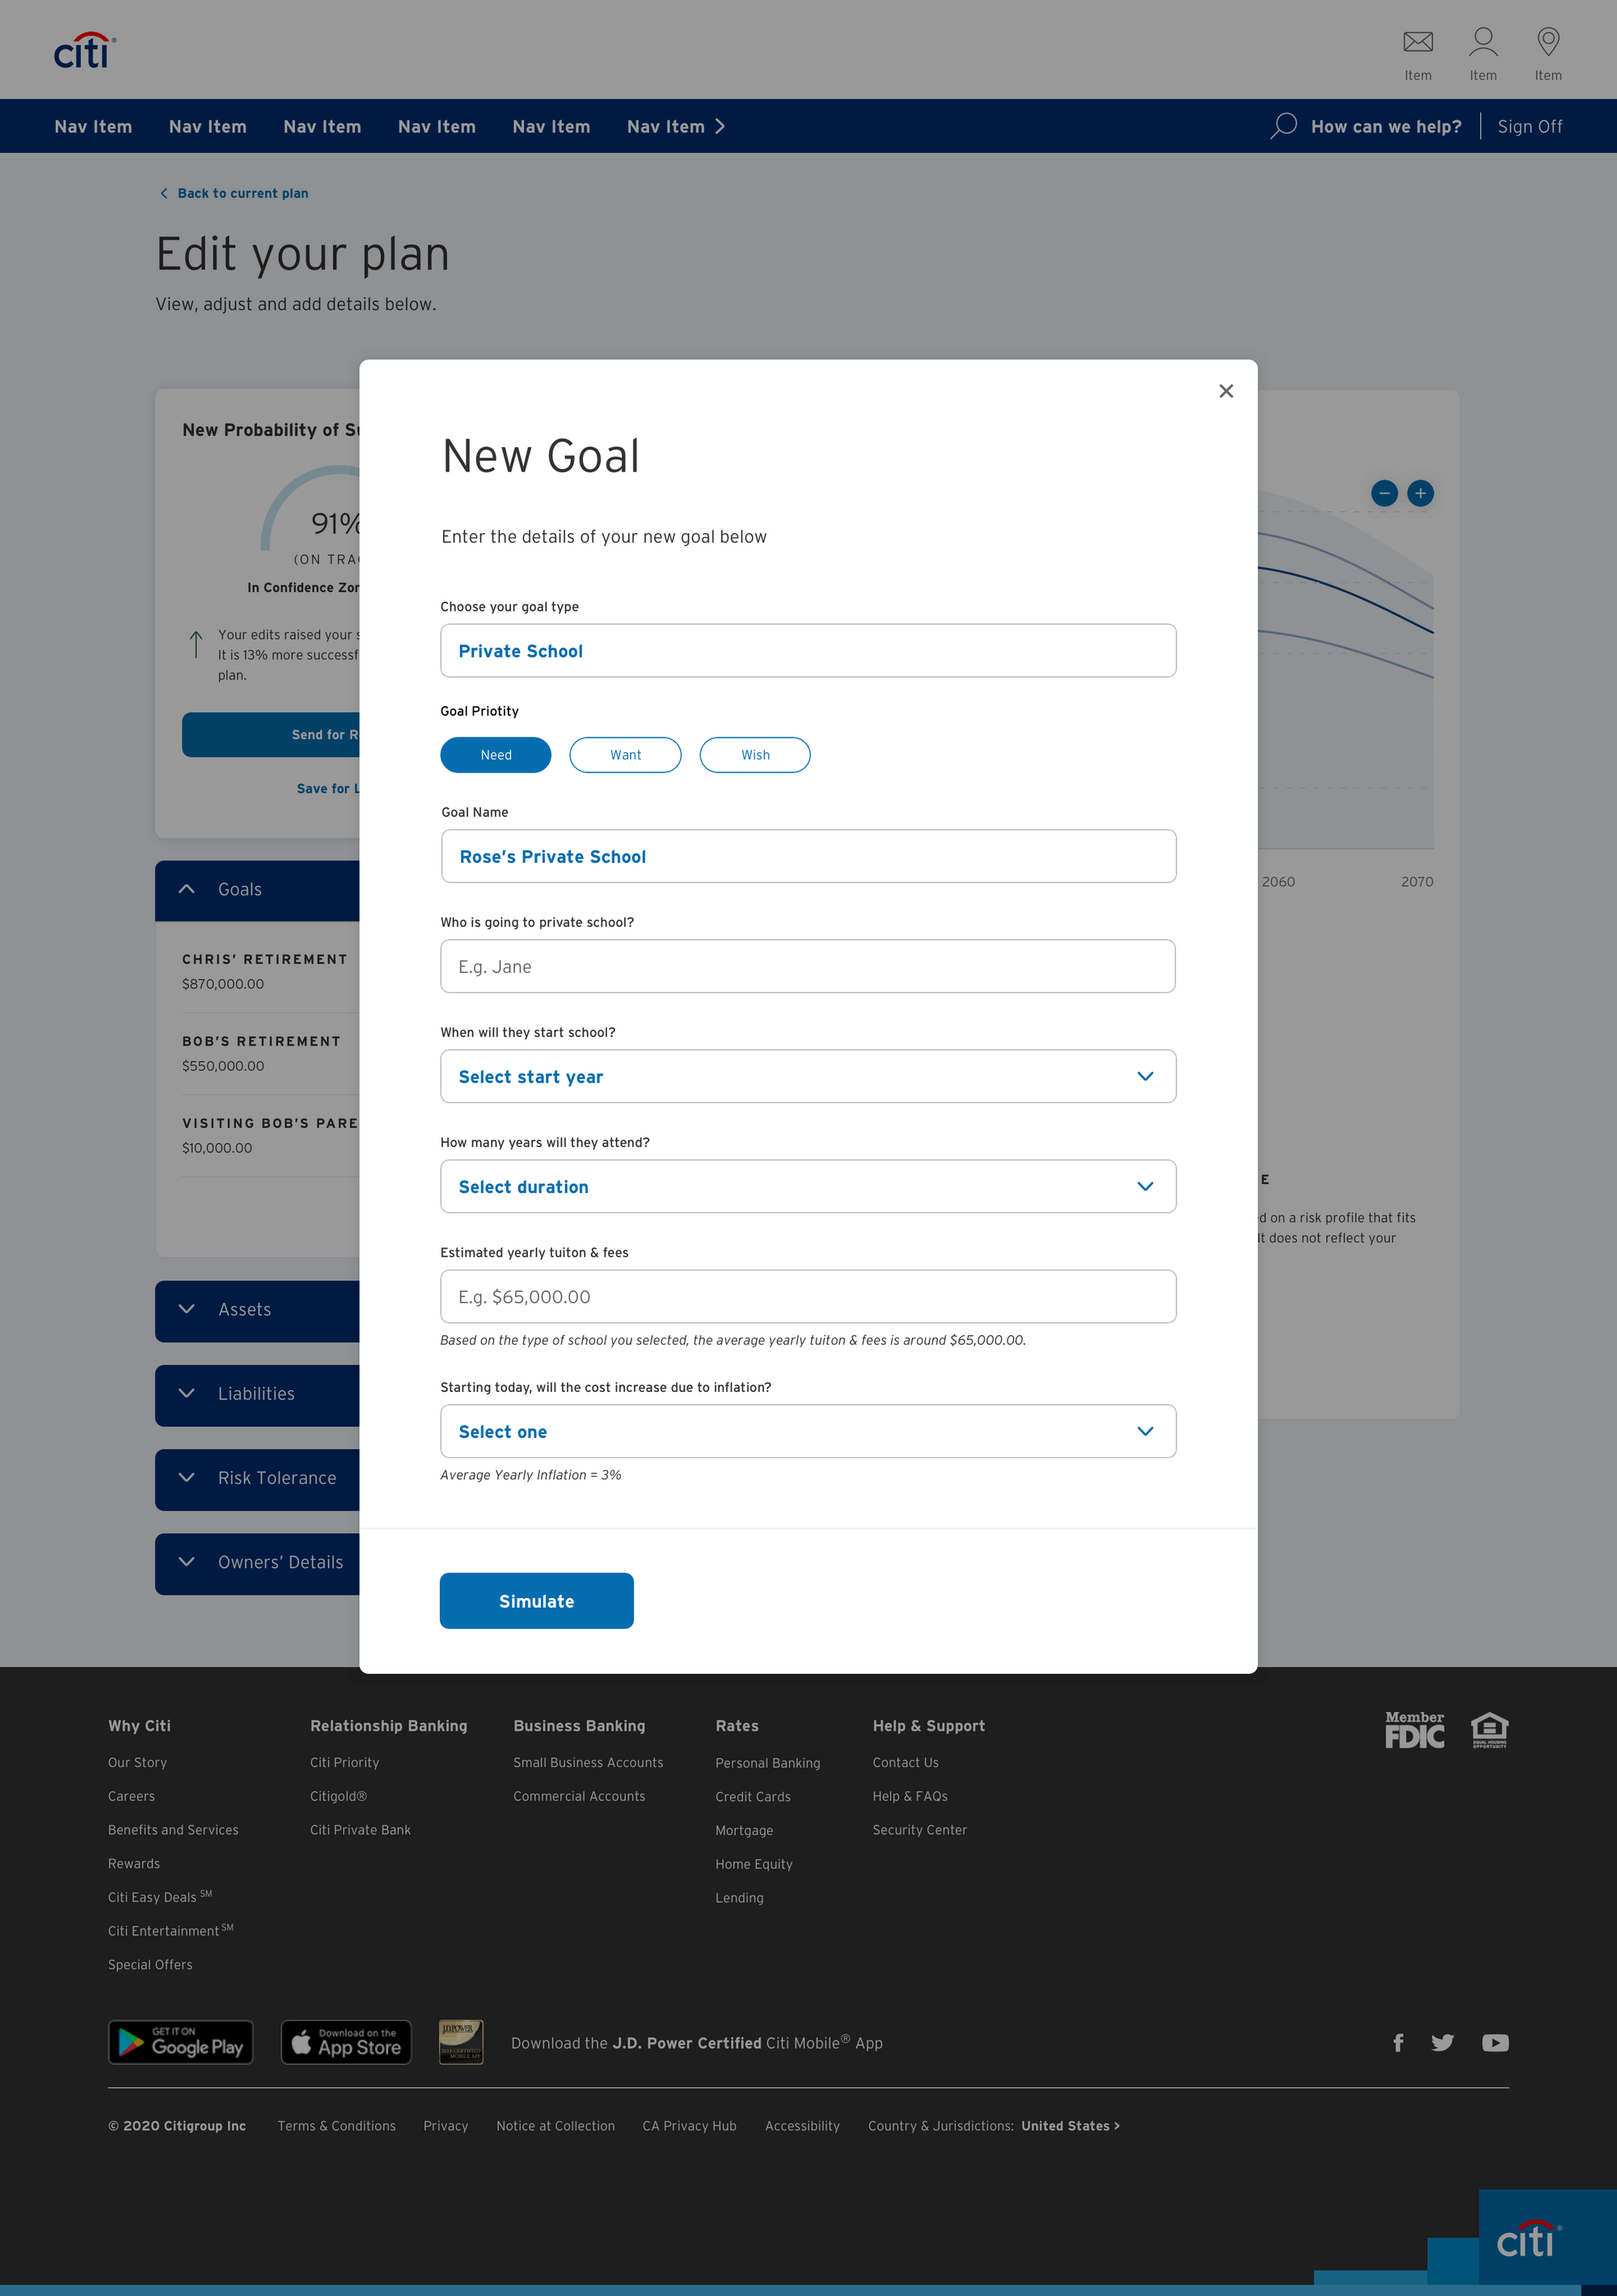 citi®
Item Item Item
Nav Item Nav Item Nav Item Nav Item Nav Item Nav Item How can we help? Sign Off
Back to current plan
Edit your plan
View, adjust and add details below.
New Probability of Su
91%
(ON TRA
In Confidence Zon
Your edits raised your s
It is 13% more successf
plan.
Send for R
Save for L
Goals
CHRIS’ RETIREMENT
$870,000.00
BOB’S RETIREMENT
$550,000.00
VISITING BOB’S PARE
$10,000.00
Assets
Liabilities
Risk Tolerance
Owners’ Details
New Goal
Enter the details of your new goal below
Choose your goal type
Private School
Goal Priotity
Need Want Wish
Goal Name
Rose’s Private School
Who is going to private school?
E.g. Jane
When will they start school?
Select start year
How many years will they attend?
Select duration
Estimated yearly tuiton & fees
E.g. $65,000.00
Based on the type of school you selected, the average yearly tuiton & fees is around $65,000.00.
Starting today, will the cost increase due to inflation?
Select one
Average Yearly Inflation = 3%
Simulate
2060 2070
E
d on a risk profile that fits
It does not reflect your
Why Citi
Our Story
Careers
Benefits and Services
Rewards
Citi Easy Deals SM
Citi Entertainment SM
Special Offers
Relationship Banking
Citi Priority
Citigold®
Citi Private Bank
Business Banking
Small Business Accounts
Commercial Accounts
Rates
Personal Banking
Credit Cards
Mortgage
Home Equity
Lending
Help & Support
Contact Us
Help & FAQs
Security Center
Member
FDIC
EQUAL HOUSING
OPPORTUNITY
GET IT ON
Google Play
Download on the
App Store
J.D. POWER
Download the J.D. Power Certified Citi Mobile® App
© 2020 Citigroup Inc Terms & Conditions Privacy Notice at Collection CA Privacy Hub Accessibility Country & Jurisdictions: United States >
citi®